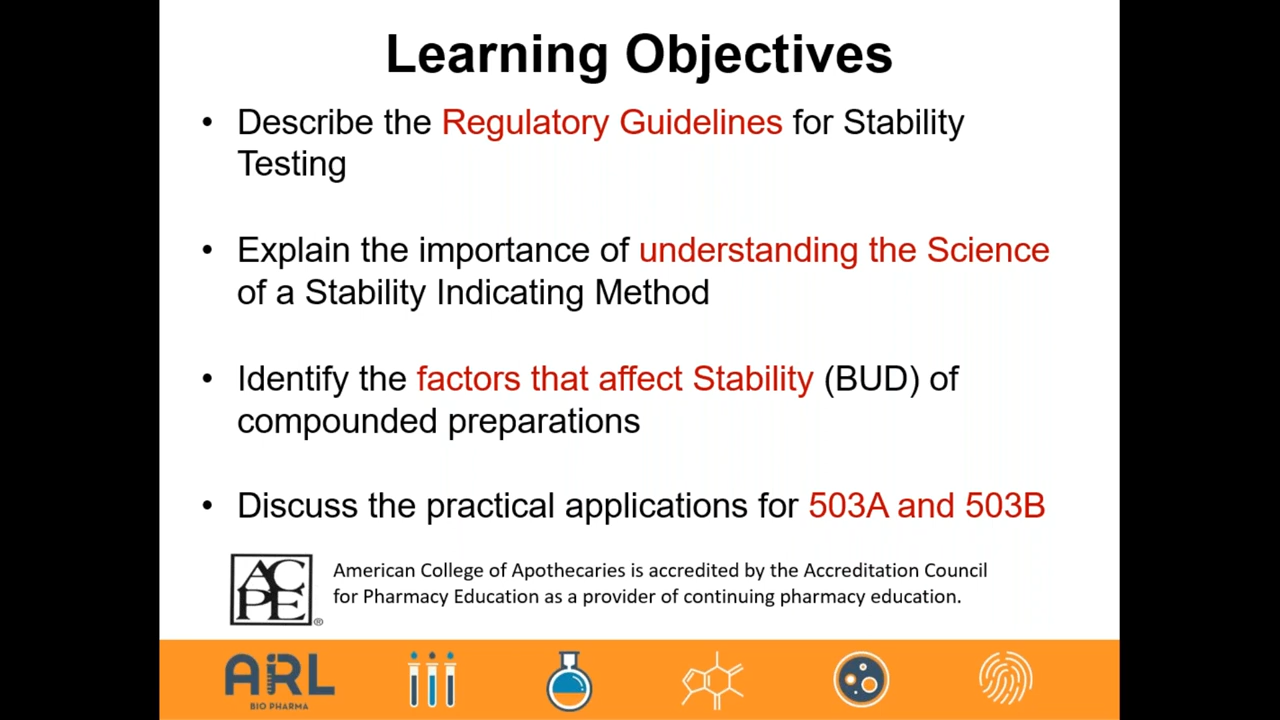 Learning Objectives
• Describe the Regulatory Guidelines for Stability
Testing
• Explain the importance of understanding the Science
of a Stability Indicating Method
• Identify the factors that affect Stability (BUD) of
compounded preparations
• Discuss the practical applications for 503A and 503B
ACPE®
American College of Apothecaries is accredited by the Accreditation Council
for Pharmacy Education as a provider of continuing pharmacy education.
ARL
BIO PHARMA